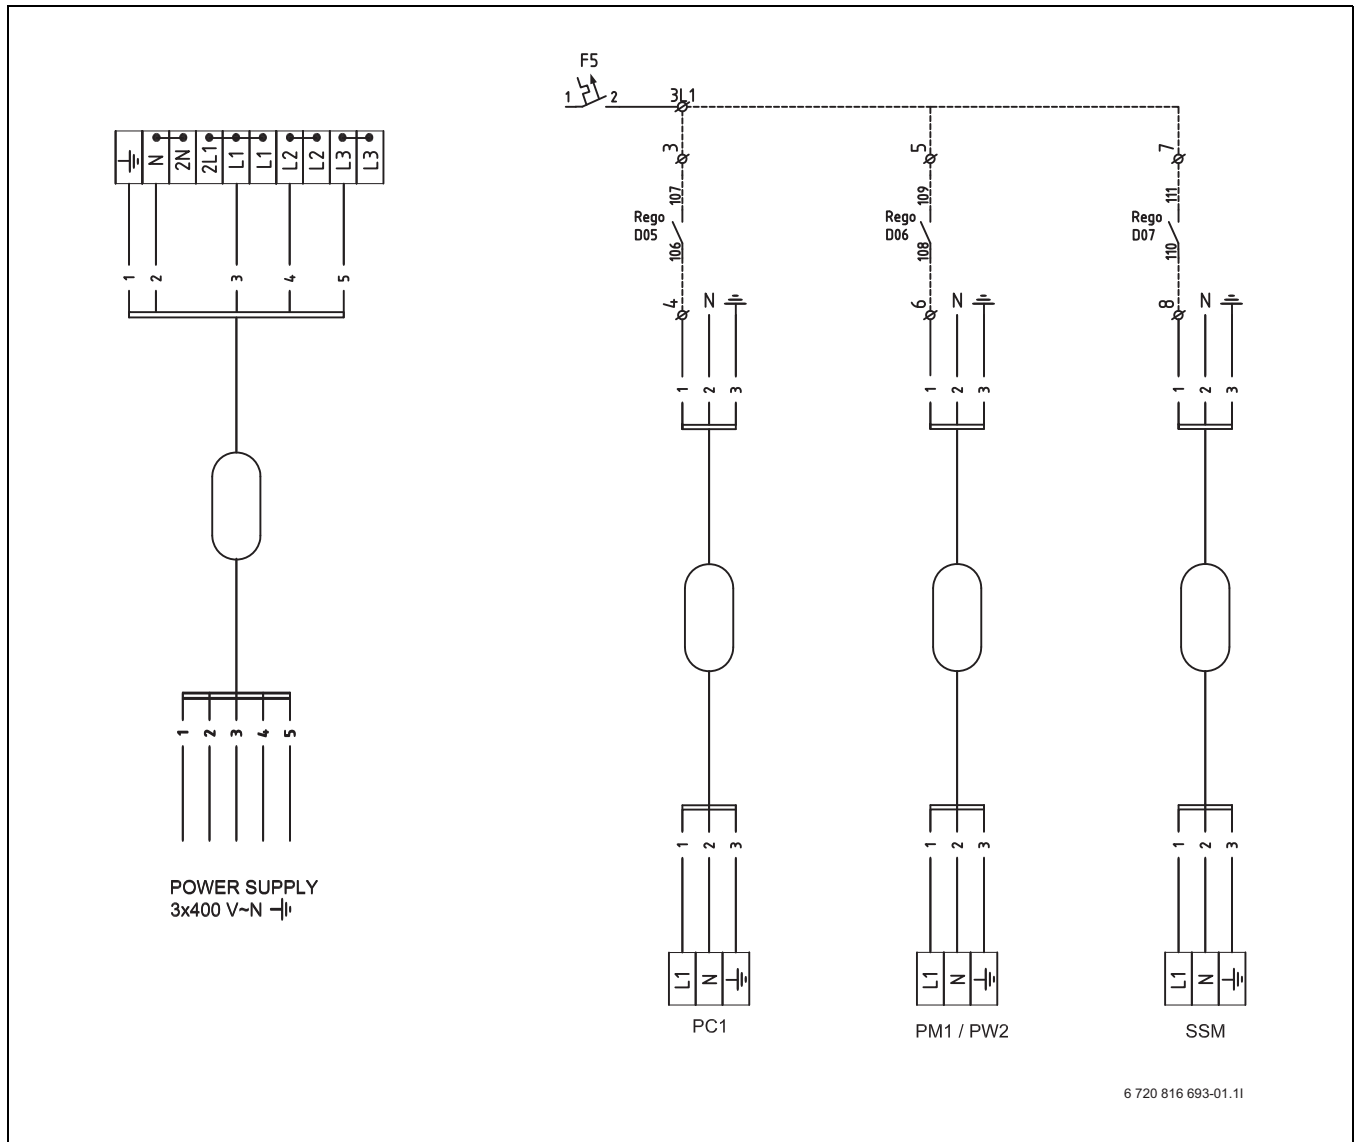 F5
1 2 3L1
N 2N 2L1 L1 L1 L2 L2 L3 L3
3 5 7
107 109 111
Rego D05
Rego D06
Rego D07
106 108 110
1 2 3 4 5
4 N
6 N
8 N
1 2 3
1 2 3
1 2 3
1 2 3 4 5
1 2 3
1 2 3
1 2 3
POWER SUPPLY
3x400 V~N
L1 N
L1 N
L1 N
PC1
PM1 / PW2
SSM
6 720 816 693-01.1I